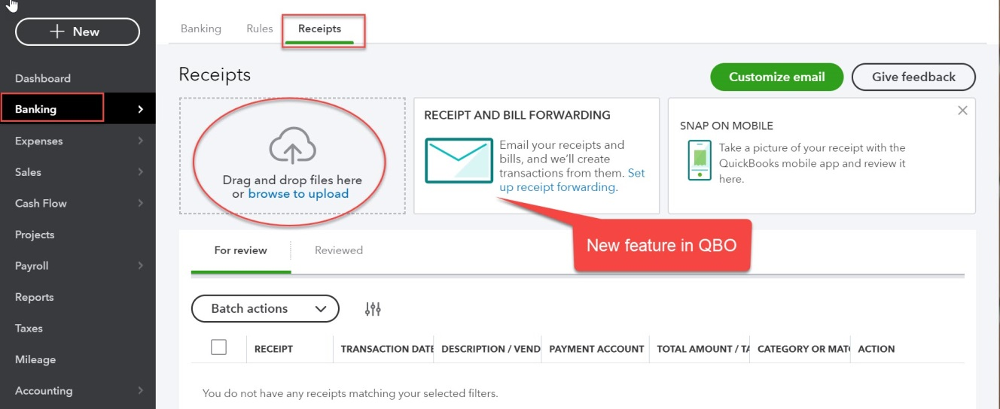 New
Dashboard
Banking
Expenses
Sales
Cash Flow
Projects
Payroll
Reports
Taxes
Mileage
Accounting
Banking Rules Receipts
Receipts
Customize email Give feedback
Drag and drop files here
or browse to upload
RECEIPT AND BILL FORWARDING
Email your receipts and
bills, and we'll create
transactions from them. Set
up receipt forwarding.
SNAP ON MOBILE
Take a picture of your receipt with the
QuickBooks mobile app and review it
here.
New feature in QBO
For review Reviewed
Batch actions
RECEIPT TRANSACTION DATE DESCRIPTION / VEND PAYMENT ACCOUNT TOTAL AMOUNT / TA CATEGORY OR MATC ACTION
You do not have any receipts matching your selected filters.